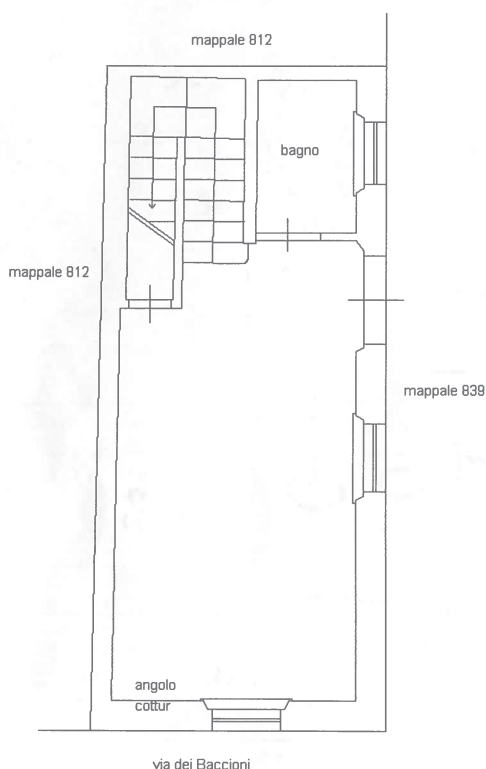 mappale 812
bagno
mappale 812
mappale 839
angolo
cottur
via dei Baccioni